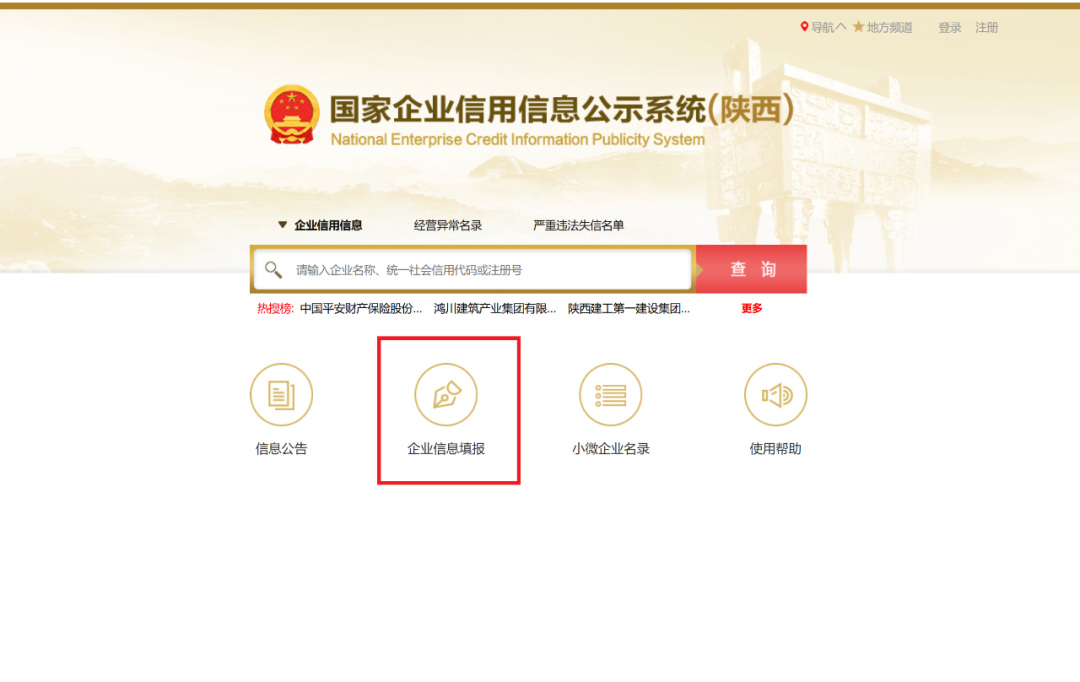 导航 地方频道 登录 注册
国家企业信用信息公示系统(陕西)
National Enterprise Credit Information Publicity System
企业信用信息 经营异常名录 严重违法失信名单
请输入企业名称、统一社会信用代码或注册号 查 询
热搜榜: 中国平安财产保险股份... 鸿川建筑产业集团有限... 陕西建工第一建设集团... 更多
信息公告 企业信息填报 小微企业名录 使用帮助